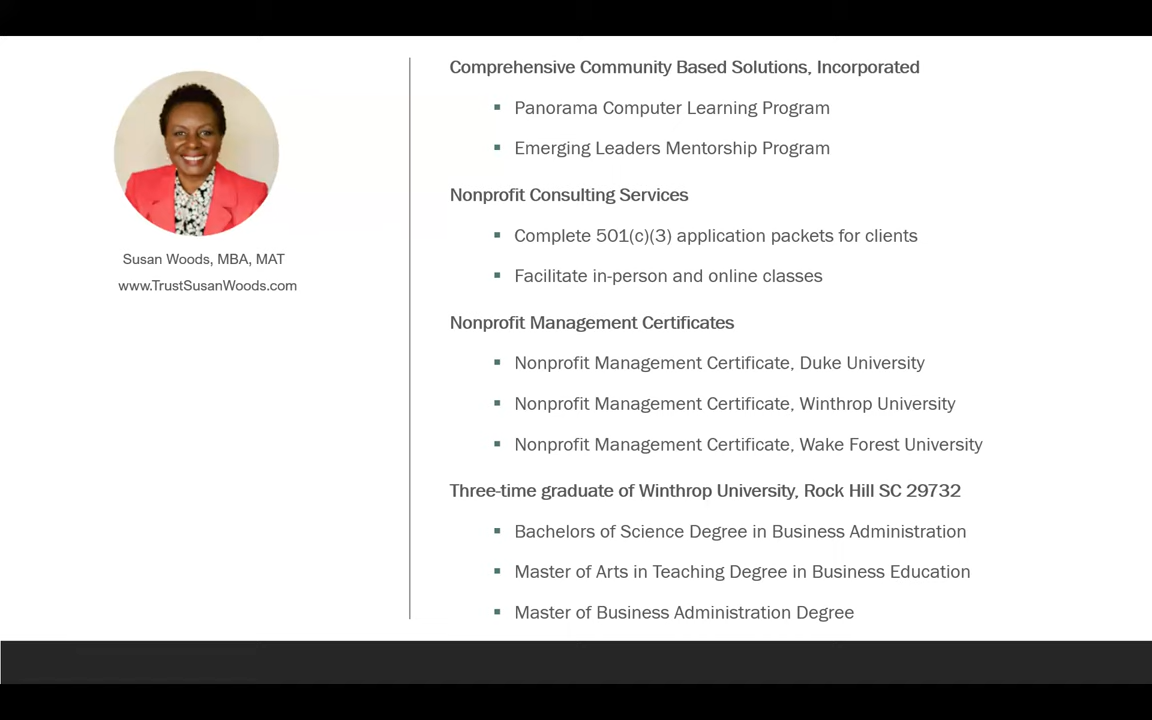 Susan Woods, MBA, MAT
www.TrustSusanWoods.com
Comprehensive Community Based Solutions, Incorporated
Panorama Computer Learning Program
Emerging Leaders Mentorship Program
Nonprofit Consulting Services
Complete 501(c)(3) application packets for clients
Facilitate in-person and online classes
Nonprofit Management Certificates
Nonprofit Management Certificate, Duke University
Nonprofit Management Certificate, Winthrop University
Nonprofit Management Certificate, Wake Forest University
Three-time graduate of Winthrop University, Rock Hill SC 29732
Bachelors of Science Degree in Business Administration
Master of Arts in Teaching Degree in Business Education
Master of Business Administration Degree